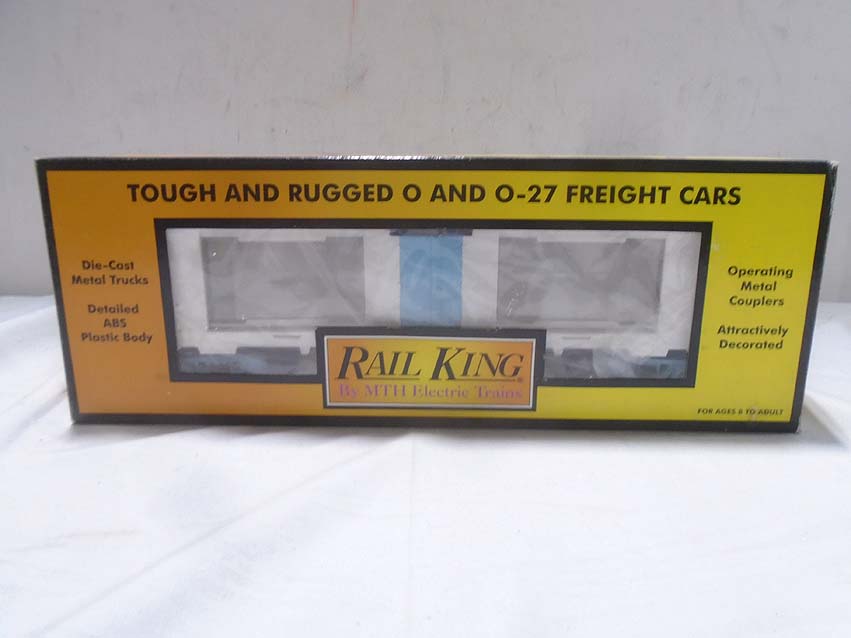 TOUGH AND RUGGED O AND O-27 FREIGHT CARS
Die-Cast
Metal Trucks
Detailed
ABS
Plastic Body
Operating
Metal
Couplers
Attractively
Decorated
RAIL KING®
By MTH Electric Trains
FOR AGES 8 TO ADULT